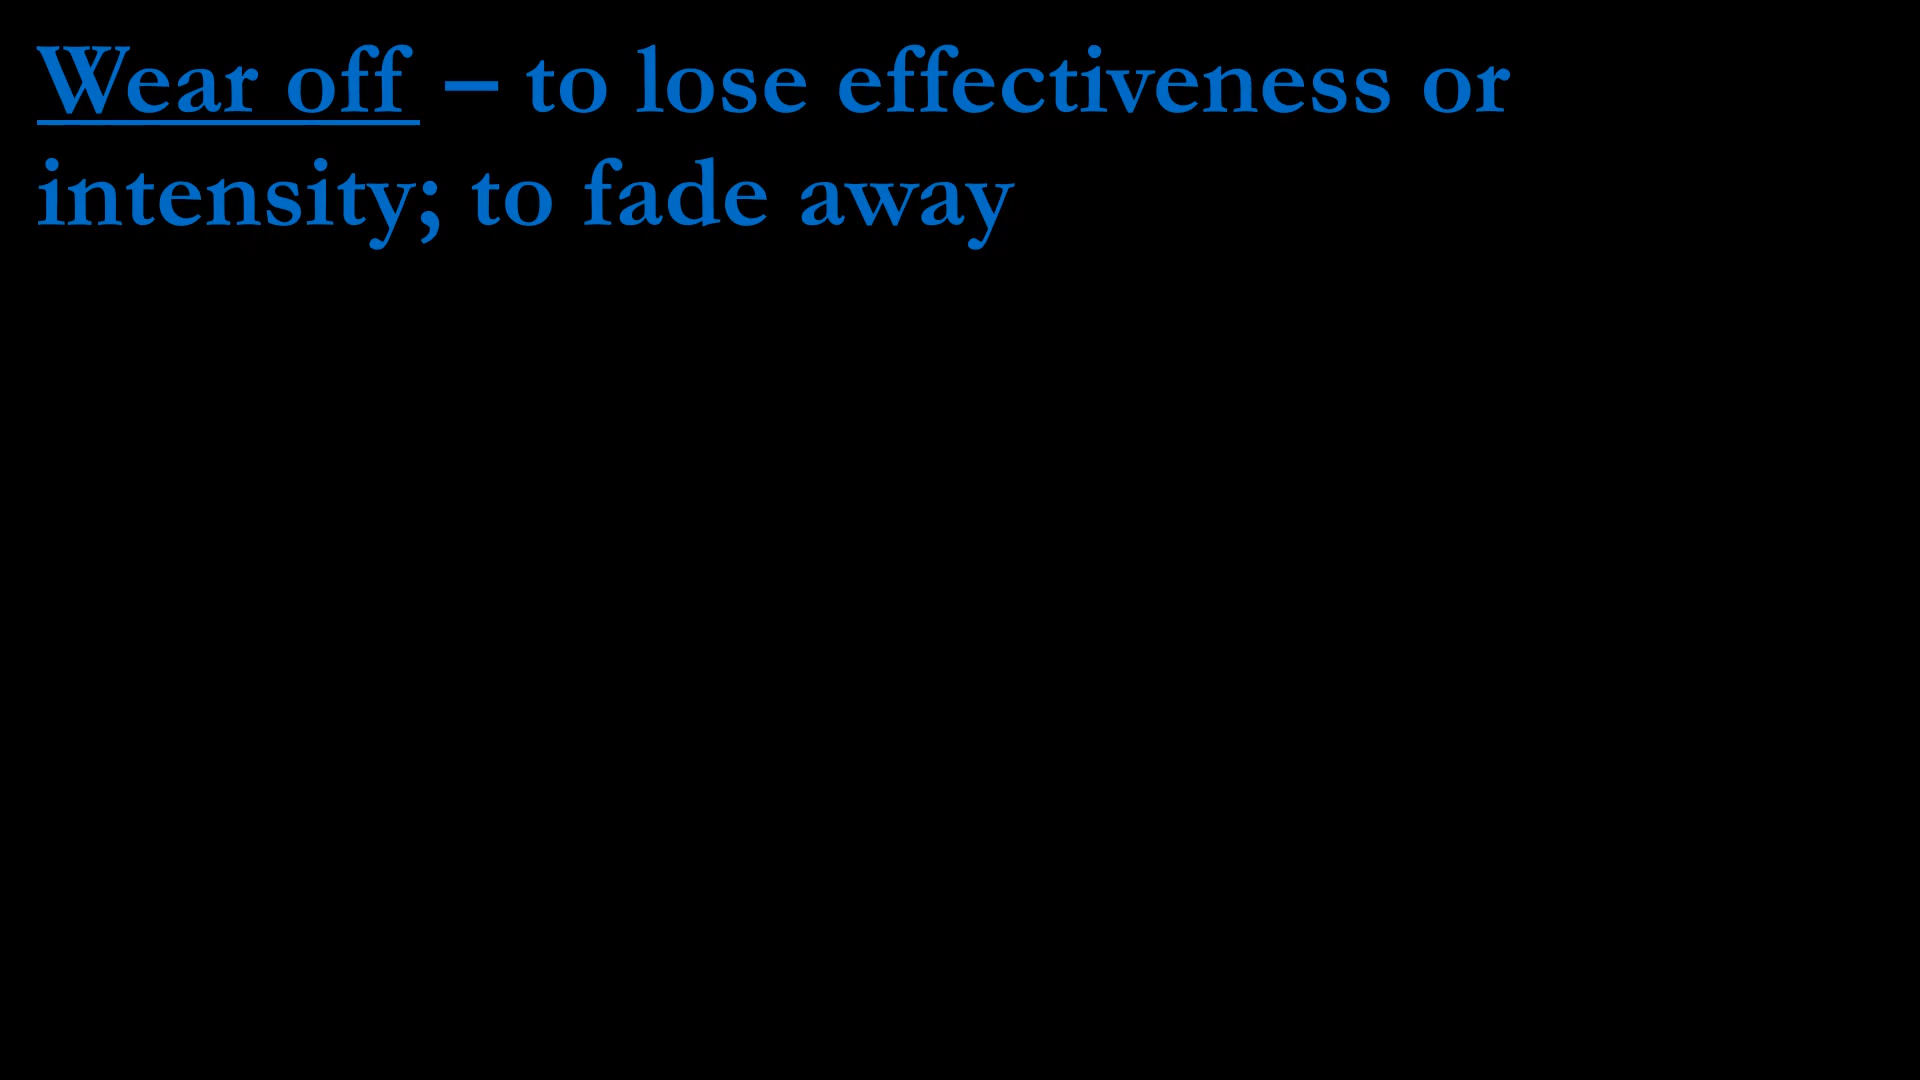 Wear off – to lose effectiveness or
intensity; to fade away